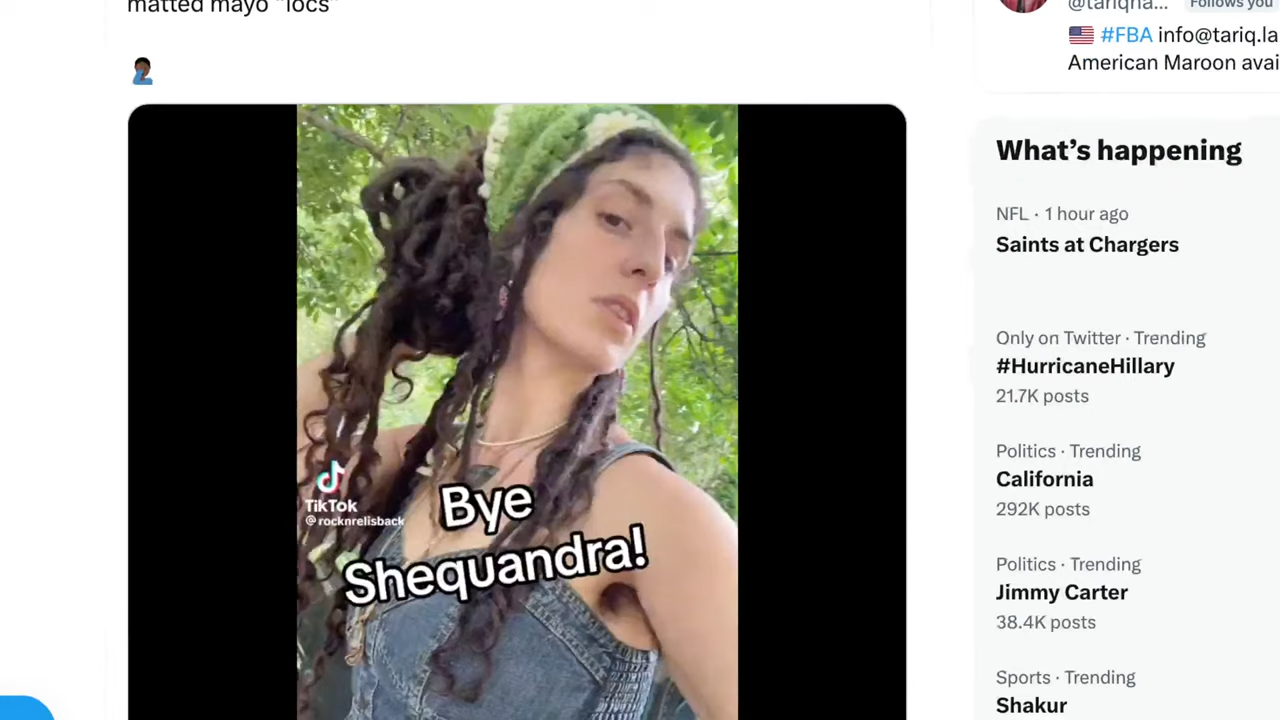 matted mayo "locs"
TikTok
@rocknrelisback
Bye
Shequandra!
@tariqna...
Follows you
#FBA info@tariq.la
American Maroon avai
What's happening
NFL · 1 hour ago
Saints at Chargers
Only on Twitter · Trending
#HurricaneHillary
21.7K posts
Politics · Trending
California
292K posts
Politics · Trending
Jimmy Carter
38.4K posts
Sports · Trending
Shakur